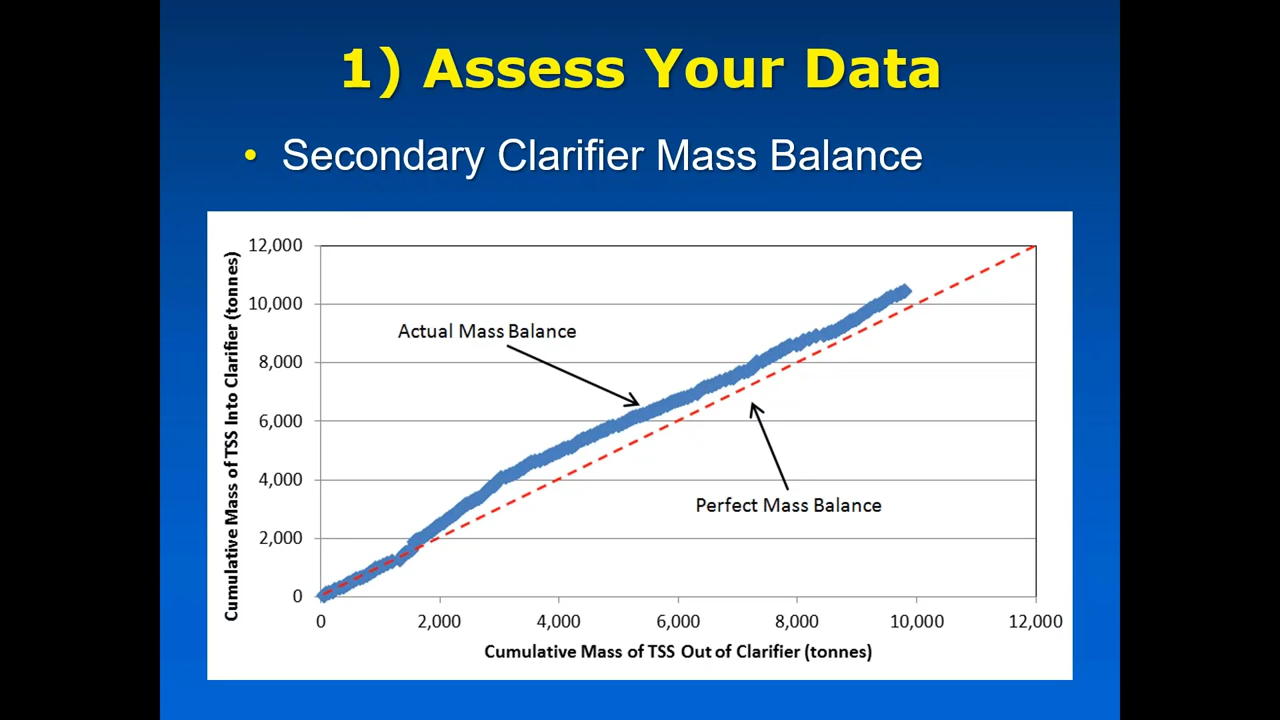 1) Assess Your Data
• Secondary Clarifier Mass Balance
Cumulative Mass of TSS Into Clarifier (tonnes)
12,000
10,000
8,000
6,000
4,000
2,000
0
Actual Mass Balance
Perfect Mass Balance
0 2,000 4,000 6,000 8,000 10,000 12,000
Cumulative Mass of TSS Out of Clarifier (tonnes)